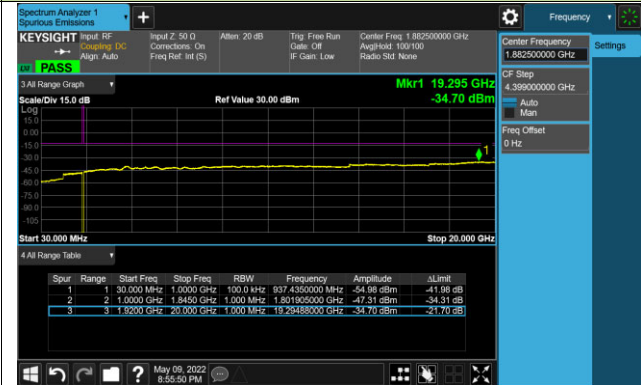 Spectrum Analyzer 1
Spurious Emissions
Frequency
KEYSIGHT
Input: RF
Coupling: DC
Align: Auto
Input Z: 50 Ω
Corrections: On
Freq Ref: Int (S)
Atten: 20 dB
Trig: Free Run
Gate: Off
IF Gain: Low
Center Freq: 1.882500000 GHz
Avg|Hold: 100/100
Radio Std: None
PASS
Center Frequency
1.882500000 GHz
Settings
CF Step
4.399000000 GHz
Auto
Man
Freq Offset
0 Hz
3 All Range Graph
Mkr1 19.295 GHz
Scale/Div 15.0 dB
Ref Value 30.00 dBm
-34.70 dBm
Log
15.0
0.00
-15.0
-30.0
-45.0
-60.0
-75.0
-90.0
-105
1
Start 30.000 MHz
Stop 20.000 GHz
4 All Range Table
Spur Range Start Freq Stop Freq RBW Frequency Amplitude ΔLimit
1 1 30.000 MHz 1.0000 GHz 100.0 kHz 937.4350000 MHz -54.98 dBm -41.98 dB
2 2 1.0000 GHz 1.8450 GHz 1.000 MHz 1.801905000 GHz -47.31 dBm -34.31 dB
3 3 1.9200 GHz 20.000 GHz 1.000 MHz 19.29488000 GHz -34.70 dBm -21.70 dB
?
May 09, 2022
8:55:50 PM